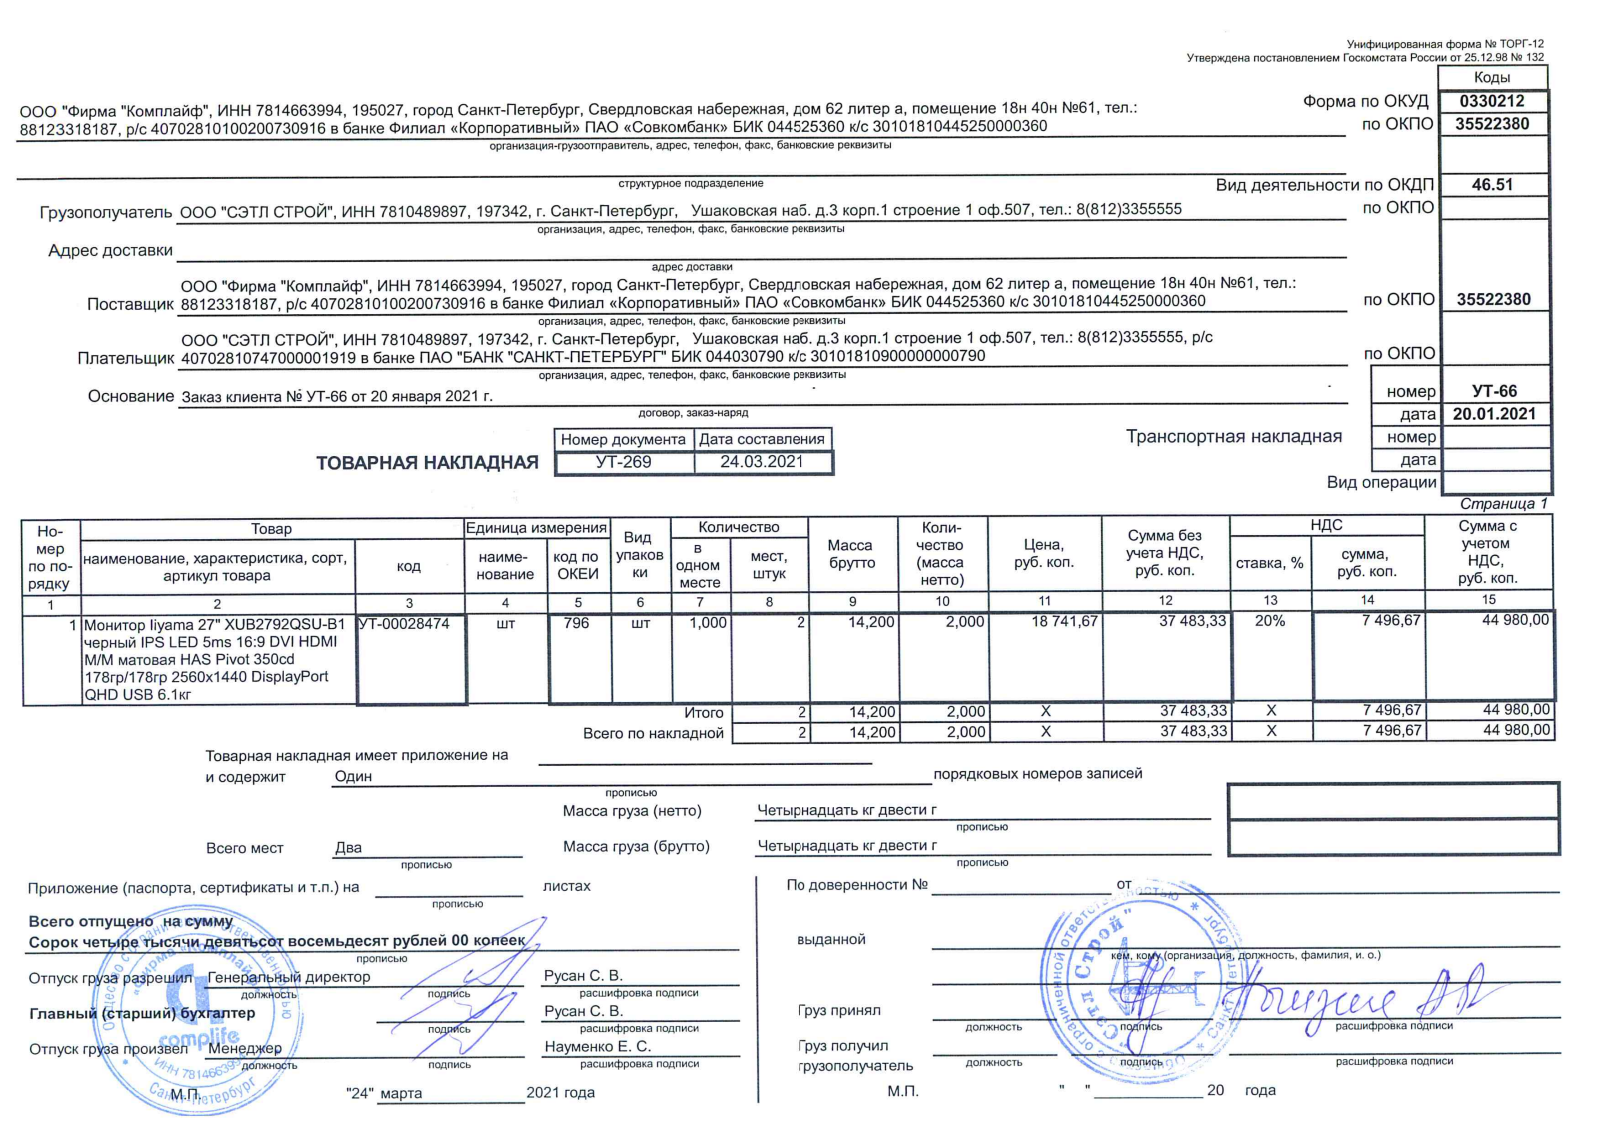 Унифицированная форма № ТОРГ-12
Утверждена постановлением Госкомстата России от 25.12.98 № 132
Коды
Форма по ОКУД 0330212
ООО "Фирма "Комплайф", ИНН 7814663994, 195027, город Санкт-Петербург, Свердловская набережная, дом 62 литер а, помещение 18н 40н №61, тел.:
88123318187, р/с 40702810100200730916 в банке Филиал «Корпоративный» ПАО «Совкомбанк» БИК 044525360 к/с 30101810445250000360
по ОКПО 35522380
организация-грузоотправитель, адрес, телефон, факс, банковские реквизиты
структурное подразделение
Вид деятельности по ОКДП 46.51
Грузополучатель ООО "СЭТЛ СТРОЙ", ИНН 7810489897, 197342, г. Санкт-Петербург, Ушаковская наб. д.3 корп.1 строение 1 оф.507, тел.: 8(812)3355555 по ОКПО
организация, адрес, телефон, факс, банковские реквизиты
Адрес доставки
адрес доставки
ООО "Фирма "Комплайф", ИНН 7814663994, 195027, город Санкт-Петербург, Свердловская набережная, дом 62 литер а, помещение 18н 40н №61, тел.:
Поставщик 88123318187, р/с 40702810100200730916 в банке Филиал «Корпоративный» ПАО «Совкомбанк» БИК 044525360 к/с 30101810445250000360 по ОКПО 35522380
организация, адрес, телефон, факс, банковские реквизиты
ООО "СЭТЛ СТРОЙ", ИНН 7810489897, 197342, г. Санкт-Петербург, Ушаковская наб. д.3 корп.1 строение 1 оф.507, тел.: 8(812)3355555, р/с
Плательщик 40702810747000001919 в банке ПАО "БАНК "САНКТ-ПЕТЕРБУРГ" БИК 044030790 к/с 30101810900000000790 по ОКПО
организация, адрес, телефон, факс, банковские реквизиты
Основание Заказ клиента № УТ-66 от 20 января 2021 г. номер УТ-66
договор, заказ-наряд
дата 20.01.2021
Номер документа Дата составления
Транспортная накладная номер
ТОВАРНАЯ НАКЛАДНАЯ УТ-269 24.03.2021
дата
Вид операции
Страница 1
Но-
мер
по по-
рядку
Товар
наименование, характеристика, сорт,
артикул товара
код
Единица измерения
наиме-
нование
код по
ОКЕИ
Вид
упаков
ки
Количество
в
одном
месте
мест,
штук
Масса
брутто
Коли-
чество
(масса
нетто)
Цена,
руб. коп.
Сумма без
учета НДС,
руб. коп.
НДС
ставка, %
сумма,
руб. коп.
Сумма с
учетом
НДС,
руб. коп.
1 2 3 4 5 6 7 8 9 10 11 12 13 14 15
1 Монитор Iiyama 27" XUB2792QSU-B1 УТ-00028474 шт 796 шт 1,000 2 14,200 2,000 18 741,67 37 483,33 20% 7 496,67 44 980,00
черный IPS LED 5ms 16:9 DVI HDMI
M/M матовая HAS Pivot 350cd
178гр/178гр 2560x1440 DisplayPort
QHD USB 6.1кг
Итого 2 14,200 2,000 X 37 483,33 X 7 496,67 44 980,00
Всего по накладной 2 14,200 2,000 X 37 483,33 X 7 496,67 44 980,00
Товарная накладная имеет приложение на
и содержит Один порядковых номеров записей
прописью
Масса груза (нетто) Четырнадцать кг двести г
прописью
Всего мест Два Масса груза (брутто) Четырнадцать кг двести г
прописью прописью
Приложение (паспорта, сертификаты и т.п.) на листах
прописью
Всего отпущено на сумму
Сорок четыре тысячи девятьсот восемьдесят рублей 00 копеек
прописью
Отпуск груза разрешил Генеральный директор Русан С. В.
должность подпись расшифровка подписи
Главный (старший) бухгалтер Русан С. В.
подпись расшифровка подписи
Отпуск груза произвел Менеджер Науменко Е. С.
должность подпись расшифровка подписи
М.П. "24" марта 2021 года
Общество с ограниченной ответственностью
«Фирма «Комплайф»
complife
ИНН 7814663994
Санкт-Петербург
По доверенности № от
выданной
кем, кому (организация, должность, фамилия, и. о.)
Груз принял
должность подпись расшифровка подписи
Груз получил
грузополучатель
должность подпись расшифровка подписи
М.П. " " 20 года
Общество с ограниченной ответственностью * Санкт-Петербург *
"Сэтл Строй"